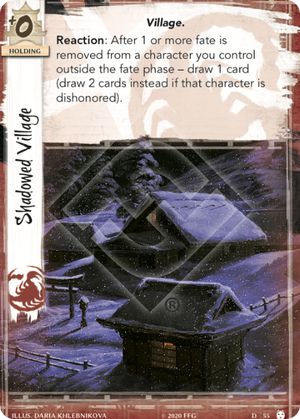 +0
HOLDING
Village.
Reaction: After 1 or more fate is
removed from a character you control
outside the fate phase – draw 1 card
(draw 2 cards instead if that character is
dishonored).
Shadowed Village
®
ILLUS. DARIA KHLEBNIKOVA
© 2020 FFG
D 55